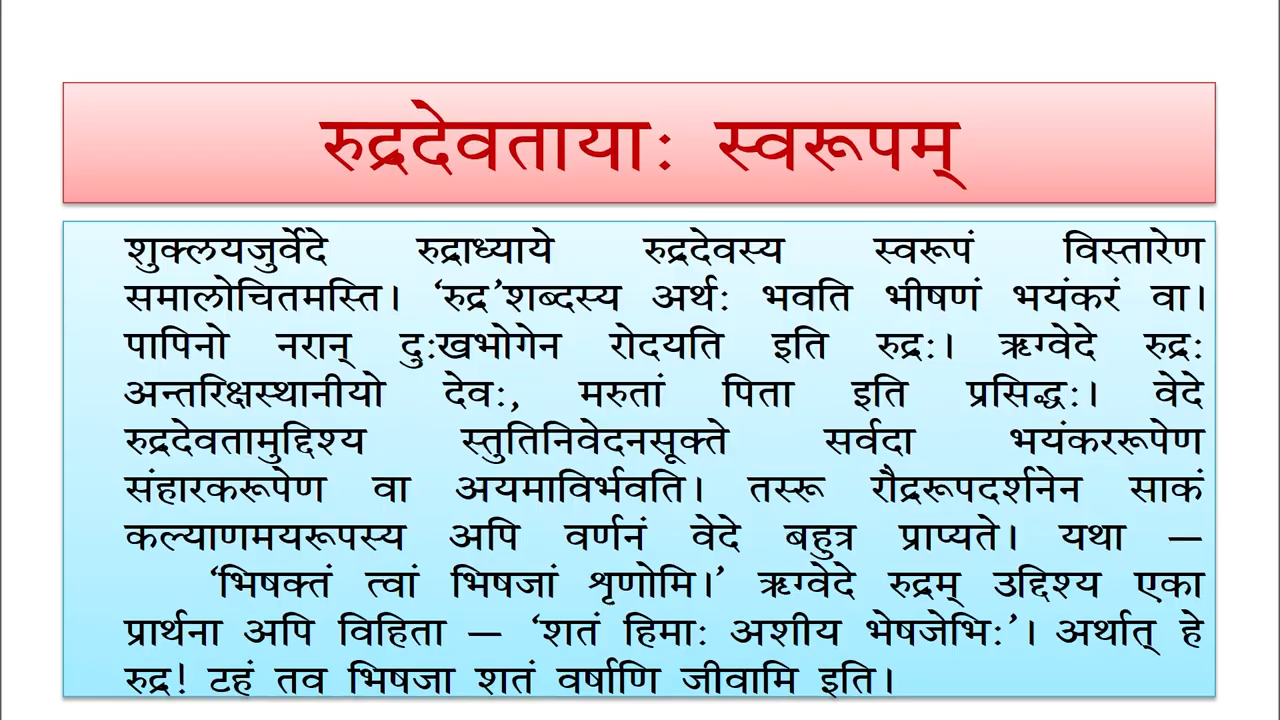 रुद्रदेवतायाः स्वरूपम्
शुक्लयजुर्वेदे रुद्राध्याये रुद्रदेवस्य स्वरूपं विस्तारेण
समालोचितमस्ति। ‘रुद्र’शब्दस्य अर्थः भवति भीषणं भयंकरं वा।
पापिनो नरान् दुःखभोगेन रोदयति इति रुद्रः। ऋग्वेदे रुद्रः
अन्तरिक्षस्थानीयो देवः, मरुतां पिता इति प्रसिद्धः। वेदे
रुद्रदेवतामुद्दिश्य स्तुतिनिवेदनसूक्ते सर्वदा भयंकररूपेण
संहारकरूपेण वा अयमाविर्भवति। तस्रू रौद्ररूपदर्शनेन साकं
कल्याणमयरूपस्य अपि वर्णनं वेदे बहुत्र प्राप्यते। यथा —
‘भिषक्तं त्वां भिषजां शृणोमि।’ ऋग्वेदे रुद्रम् उद्दिश्य एका
प्रार्थना अपि विहिता — ‘शतं हिमाः अशीय भेषजेभिः’। अर्थात् हे
रुद्र! टहं तव भिषजा शतं वर्षाणि जीवामि इति।